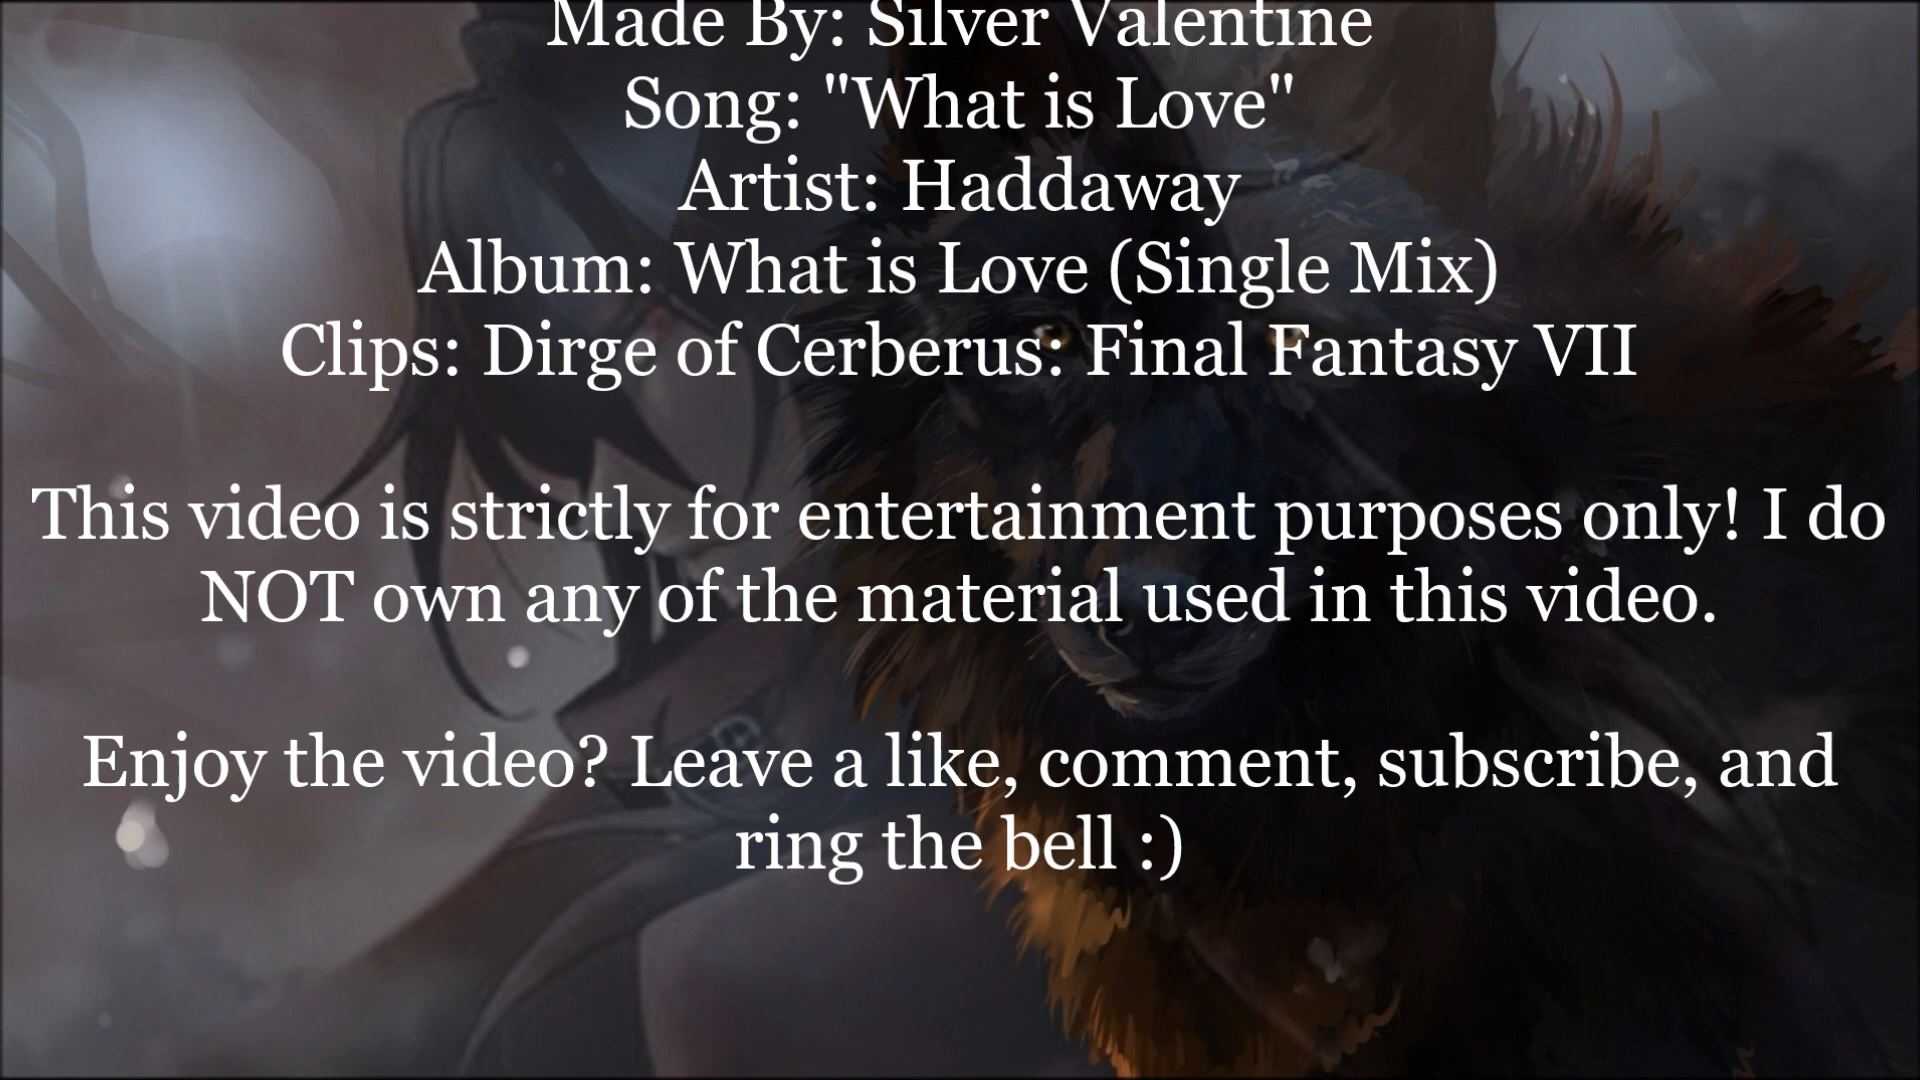 Made By: Silver Valentine
Song: "What is Love"
Artist: Haddaway
Album: What is Love (Single Mix)
Clips: Dirge of Cerberus: Final Fantasy VII
This video is strictly for entertainment purposes only! I do
NOT own any of the material used in this video.
Enjoy the video? Leave a like, comment, subscribe, and
ring the bell :)